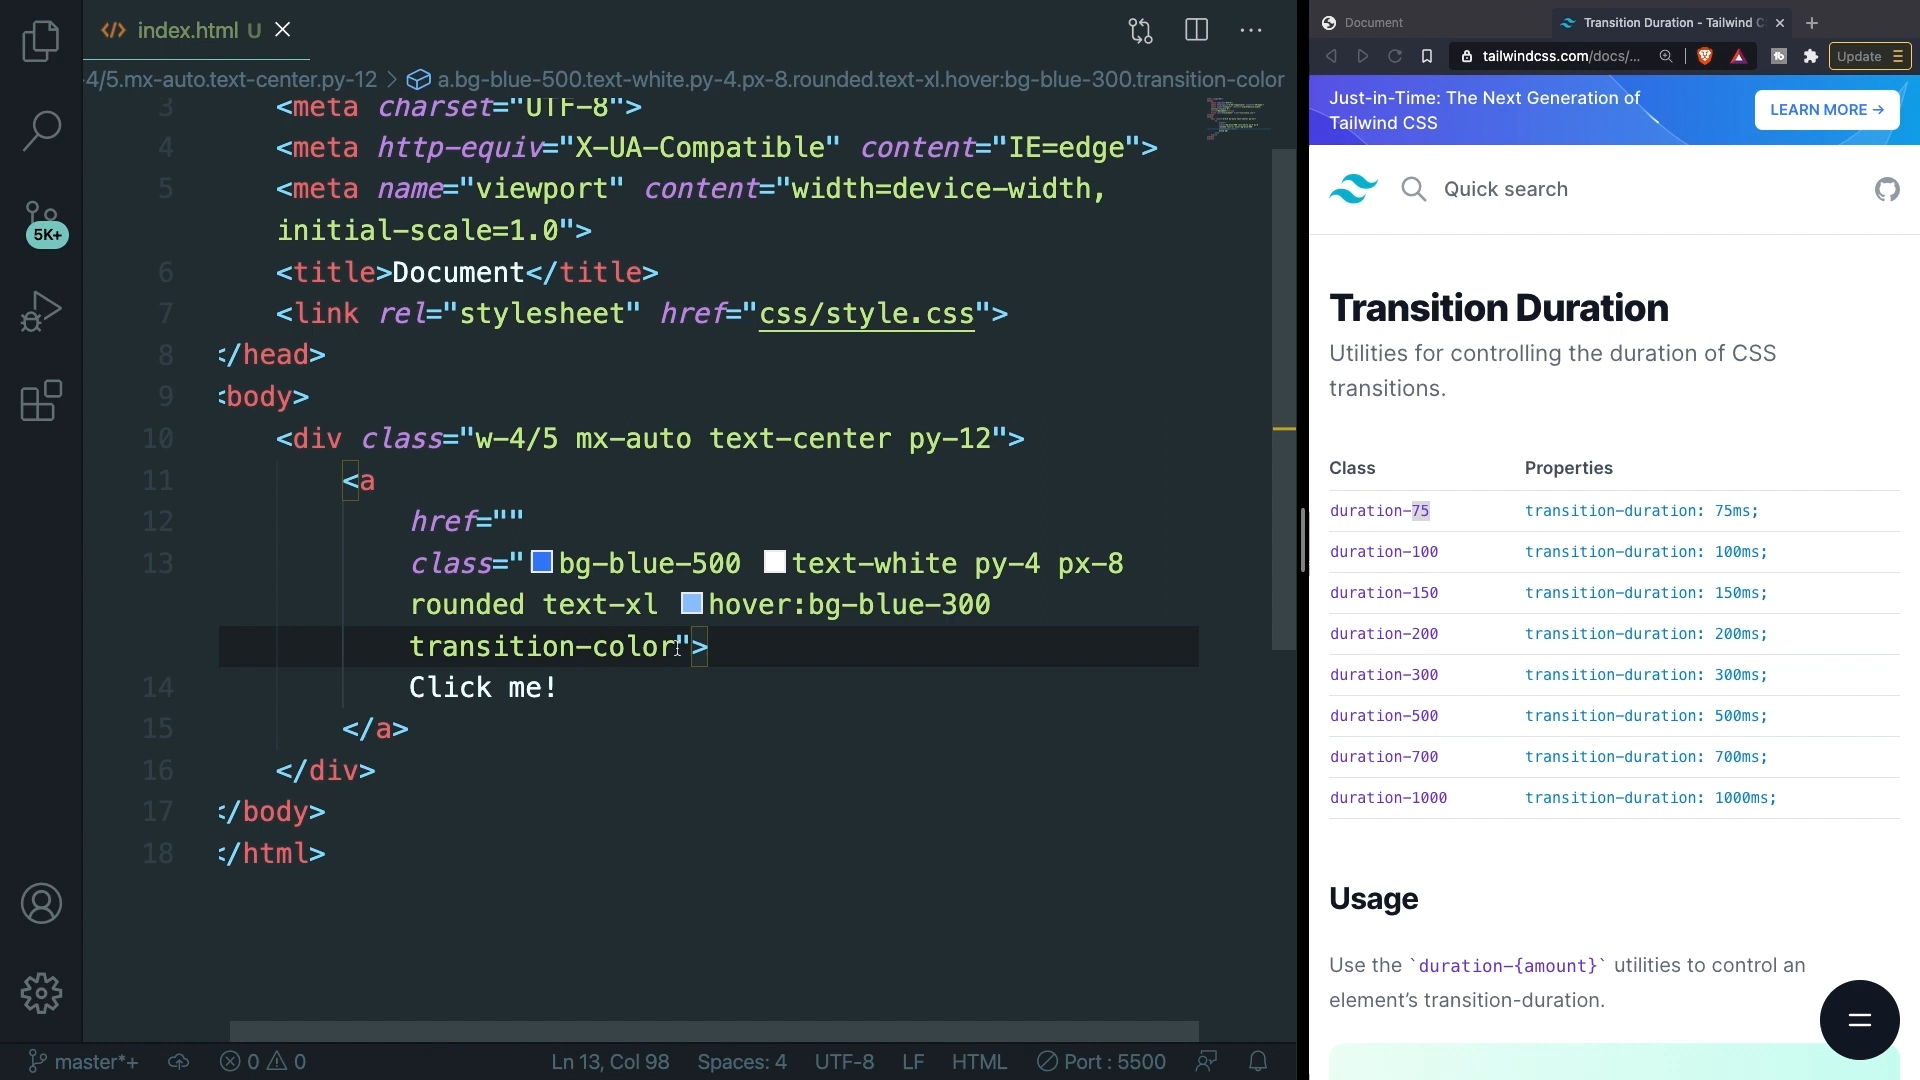 index.html U
Document
Transition Duration - Tailwind C
tailwindcss.com/docs/...
Update
4/5.mx-auto.text-center.py-12 > a.bg-blue-500.text-white.py-4.px-8.rounded.text-xl.hover:bg-blue-300.transition-color
3 <meta charset="UTF-8">
4 <meta http-equiv="X-UA-Compatible" content="IE=edge">
5 <meta name="viewport" content="width=device-width,
initial-scale=1.0">
6 <title>Document</title>
7 <link rel="stylesheet" href="css/style.css">
8 </head>
9 <body>
10 <div class="w-4/5 mx-auto text-center py-12">
11 <a
12 href=""
13 class="bg-blue-500 text-white py-4 px-8
rounded text-xl hover:bg-blue-300
transition-color">
14 Click me!
15 </a>
16 </div>
17 </body>
18 </html>
5K+
master*+
0 0
Ln 13, Col 98
Spaces: 4
UTF-8
LF
HTML
Port : 5500
Just-in-Time: The Next Generation of
Tailwind CSS
LEARN MORE →
Quick search
Transition Duration
Utilities for controlling the duration of CSS
transitions.
Class Properties
duration-75 transition-duration: 75ms;
duration-100 transition-duration: 100ms;
duration-150 transition-duration: 150ms;
duration-200 transition-duration: 200ms;
duration-300 transition-duration: 300ms;
duration-500 transition-duration: 500ms;
duration-700 transition-duration: 700ms;
duration-1000 transition-duration: 1000ms;
Usage
Use the `duration-{amount}` utilities to control an
element’s transition-duration.